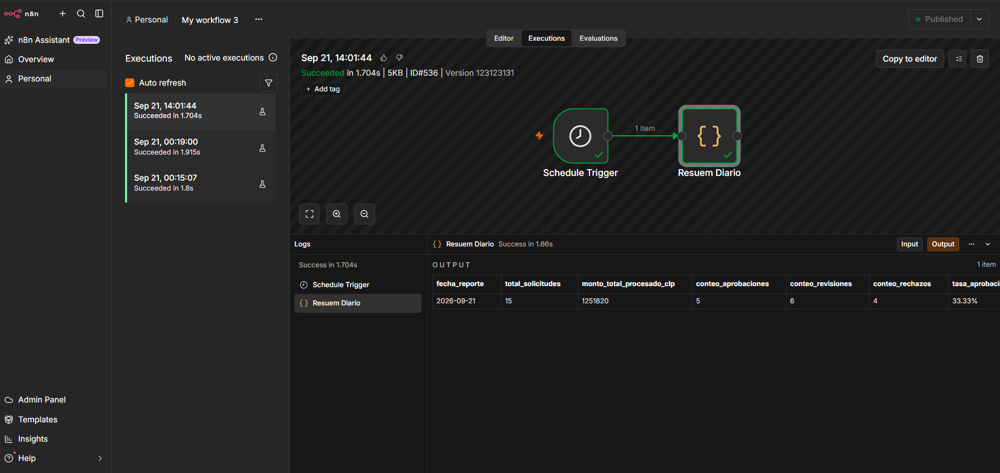 n8n
n8n Assistant Preview
Overview
Personal
Admin Panel
Templates
Insights
Help
Personal / My workflow 3 ...
Published
Editor Executions Evaluations
Executions No active executions
Auto refresh
Sep 21, 14:01:44
Succeeded in 1.704s
Sep 21, 00:19:00
Succeeded in 1.915s
Sep 21, 00:15:07
Succeeded in 1.8s
Sep 21, 14:01:44
Succeeded in 1.704s | 5KB | ID#536 | Version 123123131
+ Add tag
Copy to editor
1 item
{ }
Schedule Trigger
Resuem Diario
Logs
Success in 1.704s
Schedule Trigger
{} Resuem Diario
{} Resuem Diario Success in 1.66s
Input Output ...
OUTPUT
1 item
fecha_reporte total_solicitudes monto_total_procesado_clp conteo_aprobaciones conteo_revisiones conteo_rechazos tasa_aprobaci
2026-09-21 15 1251820 5 6 4 33.33%